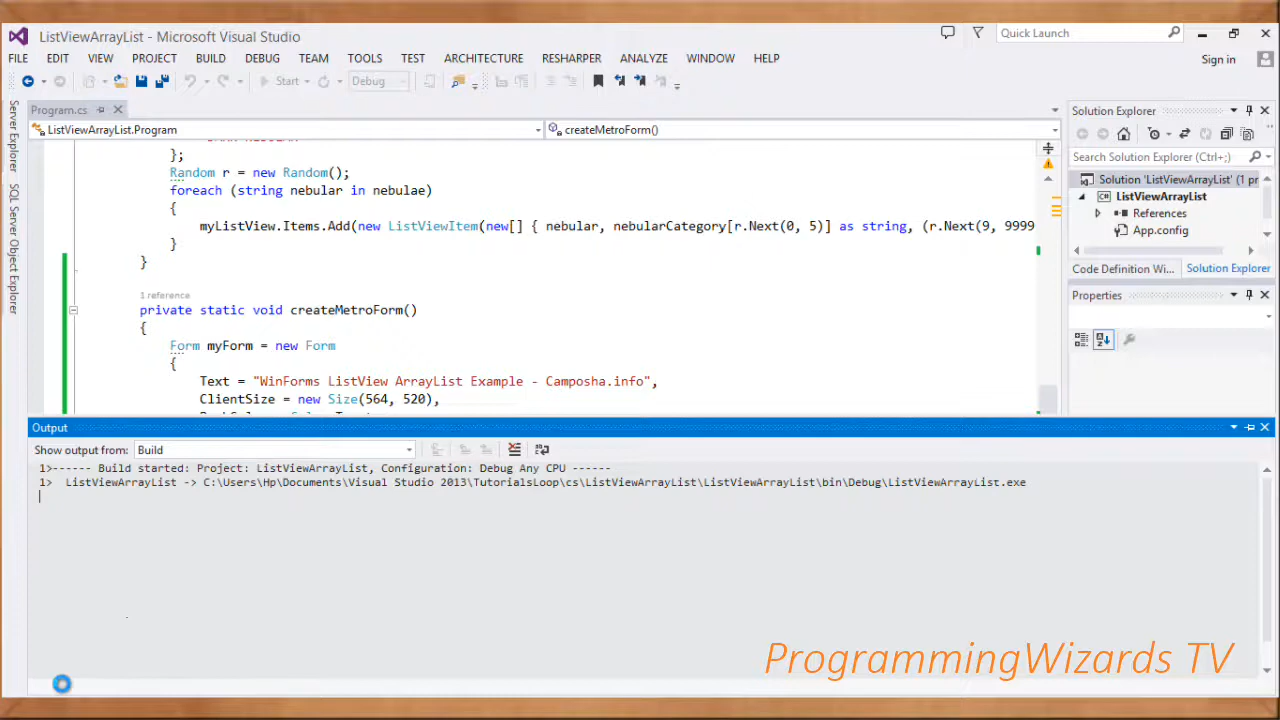 ListViewArrayList - Microsoft Visual Studio
Quick Launch
FILE EDIT VIEW PROJECT BUILD DEBUG TEAM TOOLS TEST ARCHITECTURE RESHARPER ANALYZE WINDOW HELP
Sign in
Start Debug
Server Explorer
SQL Server Object Explorer
Program.cs
ListViewArrayList.Program
createMetroForm()
};
Random r = new Random();
foreach (string nebular in nebulae)
{
myListView.Items.Add(new ListViewItem(new[] { nebular, nebularCategory[r.Next(0, 5)] as string, (r.Next(9, 9999
}
}
1 reference
private static void createMetroForm()
{
Form myForm = new Form
{
Text = "WinForms ListView ArrayList Example - Camposha.info",
ClientSize = new Size(564, 520),
Solution Explorer
Search Solution Explorer (Ctrl+;)
Solution 'ListViewArrayList' (1 pr
C# ListViewArrayList
References
App.config
Code Definition Wi... Solution Explorer
Properties
Output
Show output from: Build
1>------ Build started: Project: ListViewArrayList, Configuration: Debug Any CPU ------
1> ListViewArrayList -> C:\Users\Hp\Documents\Visual Studio 2013\TutorialsLoop\cs\ListViewArrayList\ListViewArrayList\bin\Debug\ListViewArrayList.exe
ProgrammingWizards TV